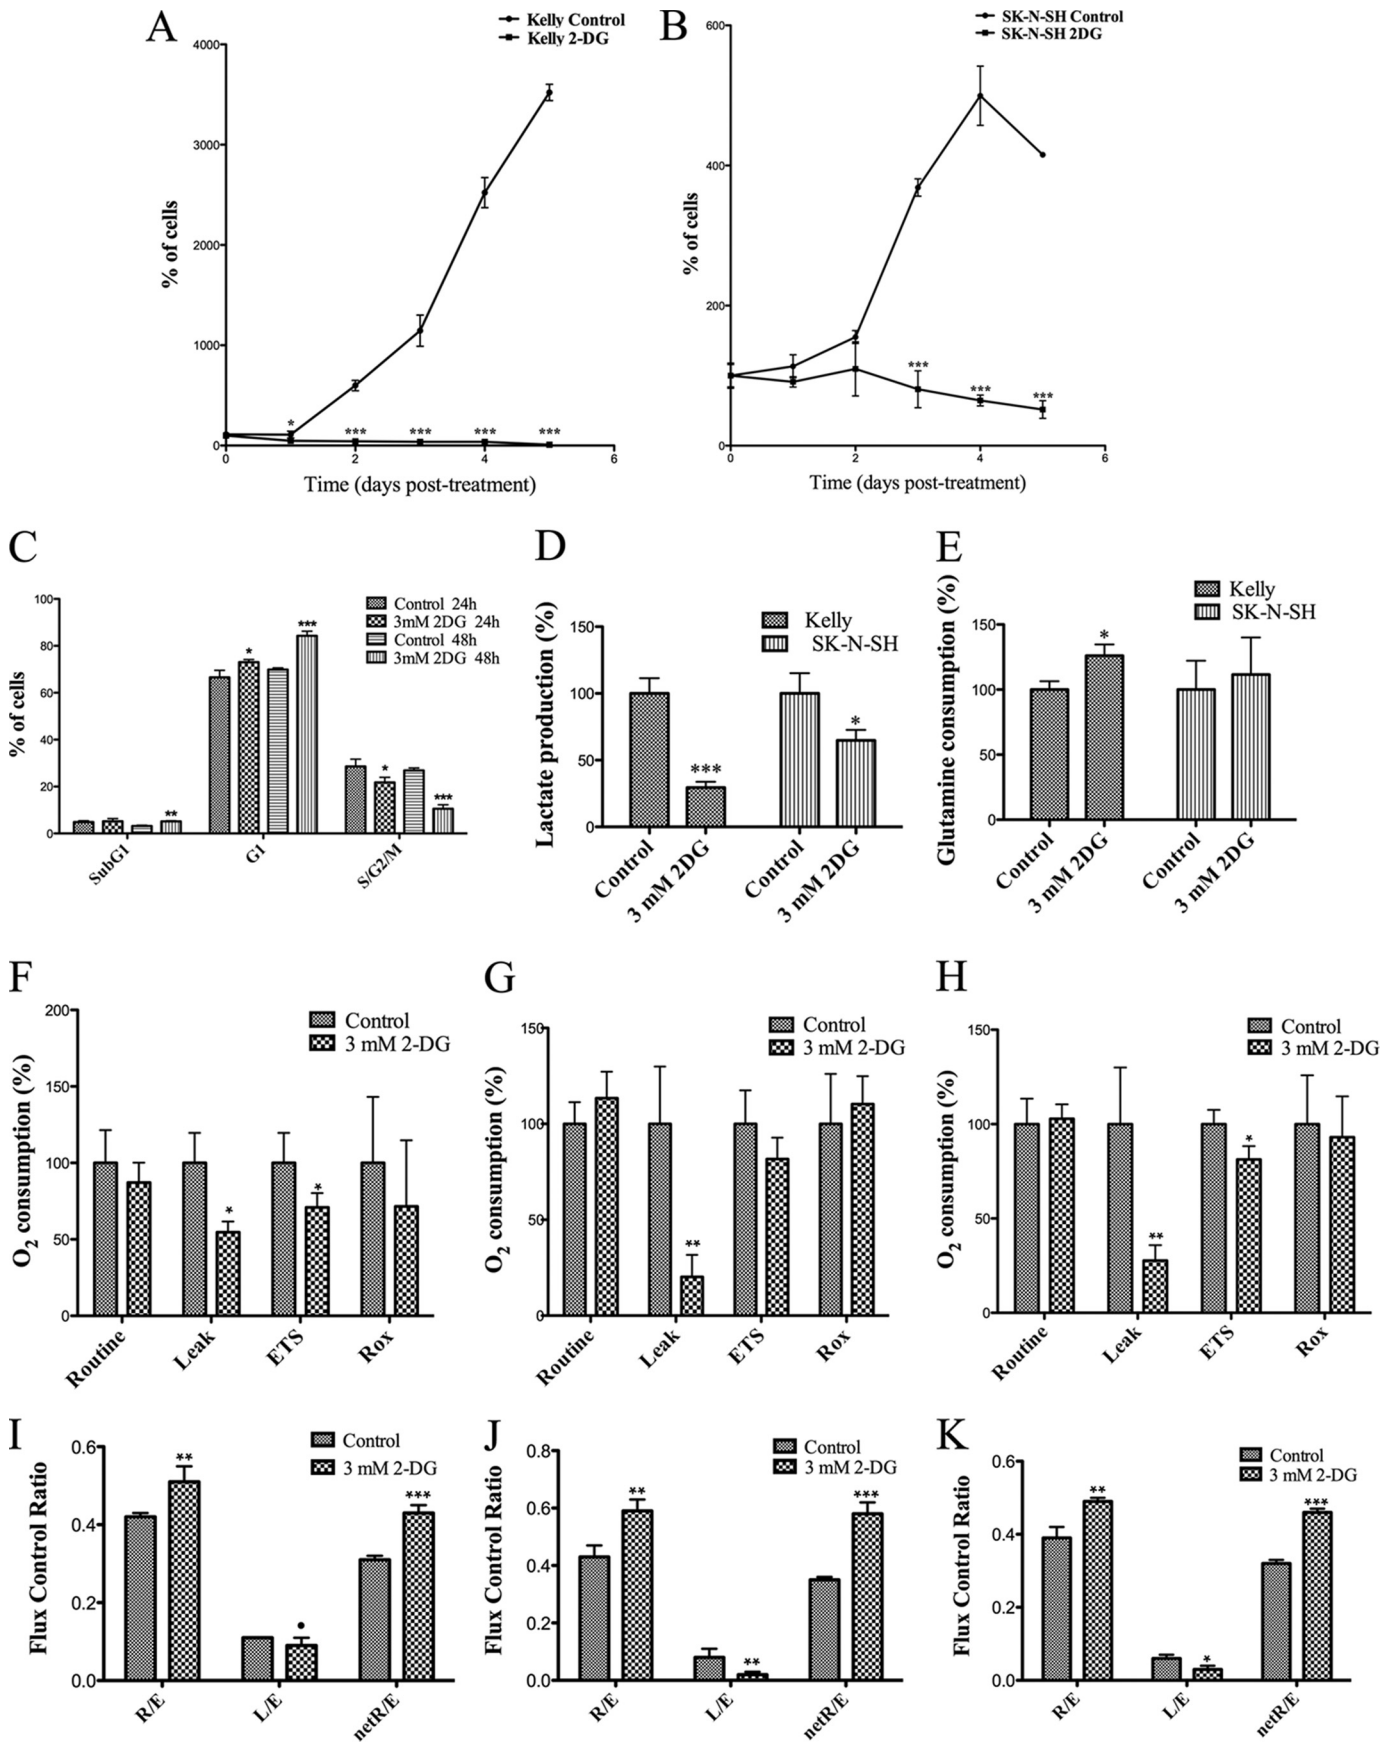 A
Kelly Control
Kelly 2-DG
4000
3000
2000
1000
0
% of cells
*
***
***
***
***
0
2
4
6
Time (days post-treatment)
B
SK-N-SH Control
SK-N-SH 2DG
600
400
200
0
% of cells
***
***
***
0
2
4
6
Time (days post-treatment)
C
100
80
60
40
20
0
% of cells
Control 24h
3mM 2DG 24h
Control 48h
3mM 2DG 48h
**
*
***
*
***
SubG1
G1
S/G2/M
D
Lactate production (%)
150
100
50
0
Kelly
SK-N-SH
***
*
Control
3 mM 2DG
Control
3 mM 2DG
E
Glutamine consumption (%)
150
100
50
0
Kelly
SK-N-SH
*
Control
3 mM 2DG
Control
3 mM 2DG
F
O2 consumption (%)
200
150
100
50
0
Control
3 mM 2-DG
*
*
Routine
Leak
ETS
Rox
G
O2 consumption (%)
150
100
50
0
Control
3 mM 2-DG
**
Routine
Leak
ETS
Rox
H
O2 consumption (%)
150
100
50
0
Control
3 mM 2-DG
**
*
Routine
Leak
ETS
Rox
I
Flux Control Ratio
0.6
0.4
0.2
0.0
Control
3 mM 2-DG
**
•
***
R/E
L/E
netR/E
J
Flux Control Ratio
0.8
0.6
0.4
0.2
0.0
Control
3 mM 2-DG
**
**
***
R/E
L/E
netR/E
K
Flux Control Ratio
0.6
0.4
0.2
0.0
Control
3 mM 2-DG
**
*
***
R/E
L/E
netR/E